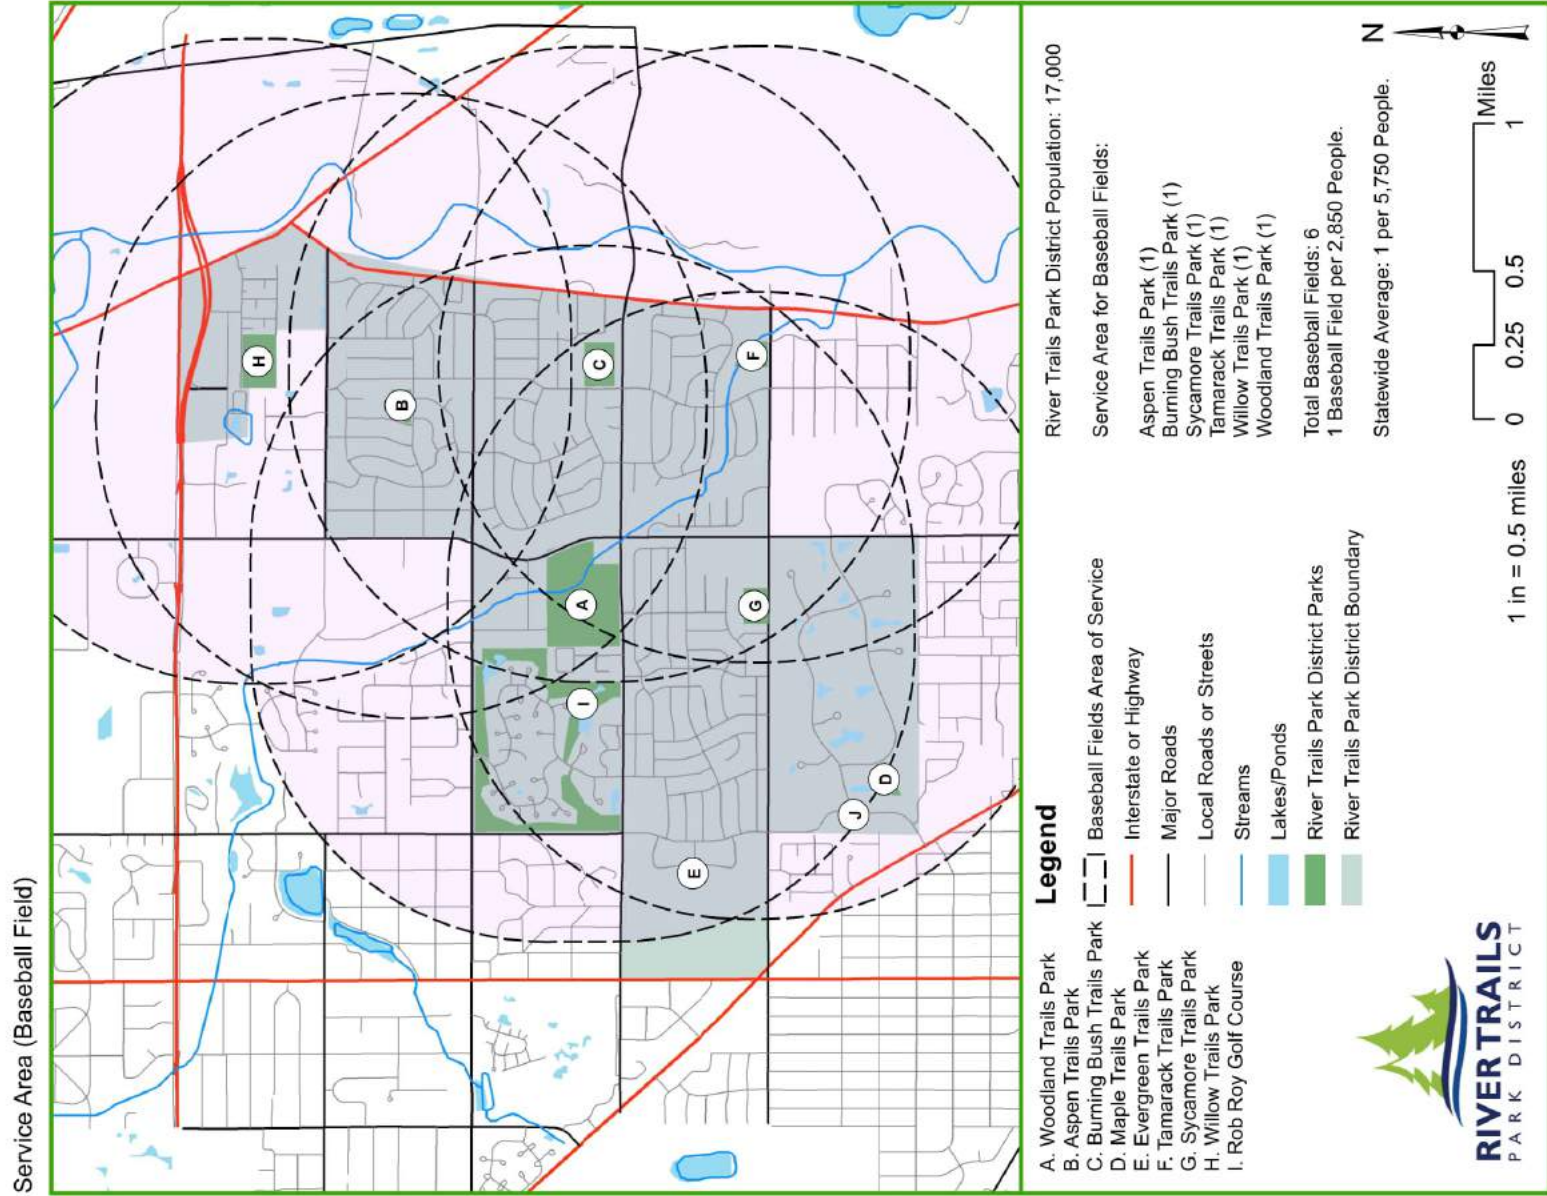 Service Area (Baseball Field)
H
B
C
F
A
G
I
D
J
E
Legend
A. Woodland Trails Park
B. Aspen Trails Park
C. Burning Bush Trails Park
D. Maple Trails Park
E. Evergreen Trails Park
F. Tamarack Trails Park
G. Sycamore Trails Park
H. Willow Trails Park
I. Rob Roy Golf Course
Baseball Fields Area of Service
Interstate or Highway
Major Roads
Local Roads or Streets
Streams
Lakes/Ponds
River Trails Park District Parks
River Trails Park District Boundary
River Trails Park District Population: 17,000
Service Area for Baseball Fields:
Aspen Trails Park (1)
Burning Bush Trails Park (1)
Sycamore Trails Park (1)
Tamarack Trails Park (1)
Willow Trails Park (1)
Woodland Trails Park (1)
Total Baseball Fields: 6
1 Baseball Field per 2,850 People.
Statewide Average: 1 per 5,750 People.
N
RIVER TRAILS
PARK DISTRICT
1 in = 0.5 miles
0 0.25 0.5 1
Miles